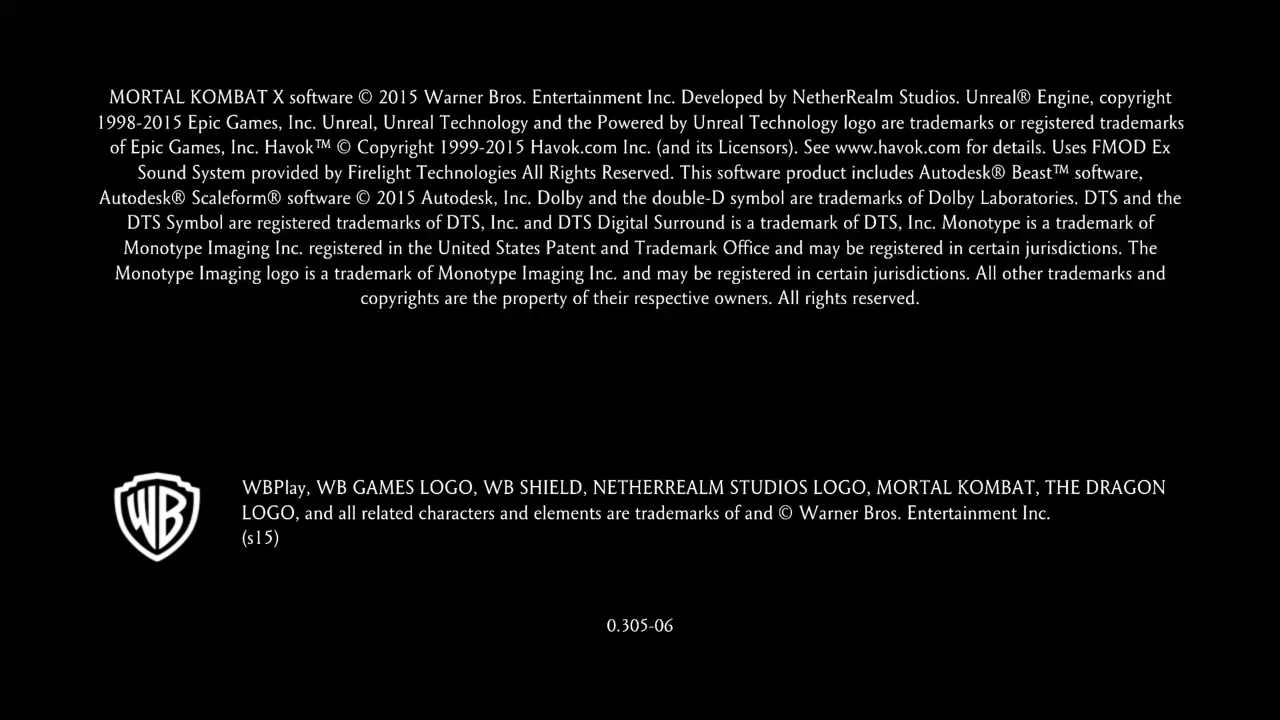 MORTAL KOMBAT X software © 2015 Warner Bros. Entertainment Inc. Developed by NetherRealm Studios. Unreal® Engine, copyright
1998-2015 Epic Games, Inc. Unreal, Unreal Technology and the Powered by Unreal Technology logo are trademarks or registered trademarks
of Epic Games, Inc. Havok™ © Copyright 1999-2015 Havok.com Inc. (and its Licensors). See www.havok.com for details. Uses FMOD Ex
Sound System provided by Firelight Technologies All Rights Reserved. This software product includes Autodesk® Beast™ software,
Autodesk® Scaleform® software © 2015 Autodesk, Inc. Dolby and the double-D symbol are trademarks of Dolby Laboratories. DTS and the
DTS Symbol are registered trademarks of DTS, Inc. and DTS Digital Surround is a trademark of DTS, Inc. Monotype is a trademark of
Monotype Imaging Inc. registered in the United States Patent and Trademark Office and may be registered in certain jurisdictions. The
Monotype Imaging logo is a trademark of Monotype Imaging Inc. and may be registered in certain jurisdictions. All other trademarks and
copyrights are the property of their respective owners. All rights reserved.
WB
WBPlay, WB GAMES LOGO, WB SHIELD, NETHERREALM STUDIOS LOGO, MORTAL KOMBAT, THE DRAGON
LOGO, and all related characters and elements are trademarks of and © Warner Bros. Entertainment Inc.
(s15)
0.305-06